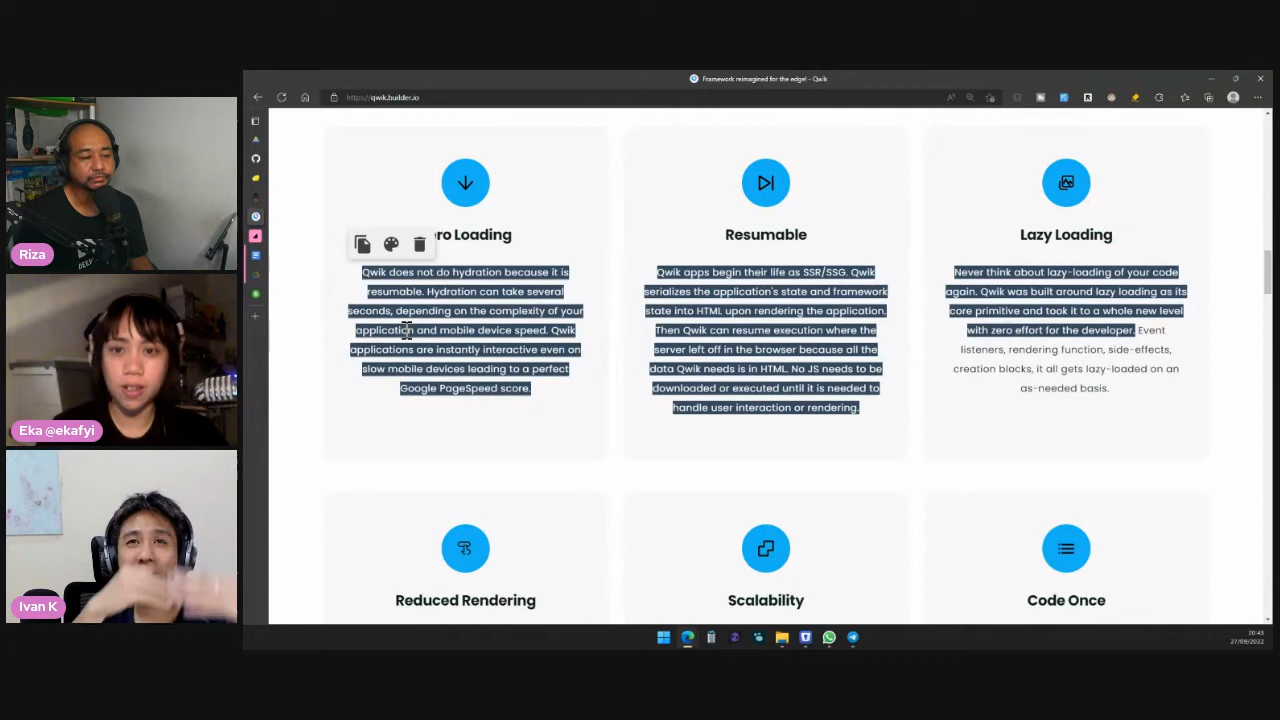 Framework reimagined for the edge! - Qwik
https://qwik.builder.io
Riza
Eka @ekafyi
Ivan K
ero Loading
Qwik does not do hydration because it is
resumable. Hydration can take several
seconds, depending on the complexity of your
application and mobile device speed. Qwik
applications are instantly interactive even on
slow mobile devices leading to a perfect
Google PageSpeed score.
Resumable
Qwik apps begin their life as SSR/SSG. Qwik
serializes the application's state and framework
state into HTML upon rendering the application.
Then Qwik can resume execution where the
server left off in the browser because all the
data Qwik needs is in HTML. No JS needs to be
downloaded or executed until it is needed to
handle user interaction or rendering.
Lazy Loading
Never think about lazy-loading of your code
again. Qwik was built around lazy loading as its
core primitive and took it to a whole new level
with zero effort for the developer. Event
listeners, rendering function, side-effects,
creation blocks, it all gets lazy-loaded on an
as-needed basis.
Reduced Rendering
Scalability
Code Once
20:43
27/09/2022